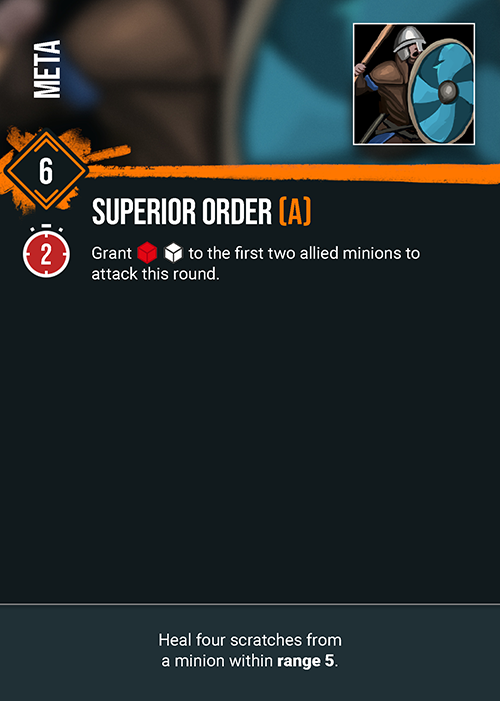 META
6
SUPERIOR ORDER (A)
2
Grant to the first two allied minions to
attack this round.
Heal four scratches from
a minion within range 5.